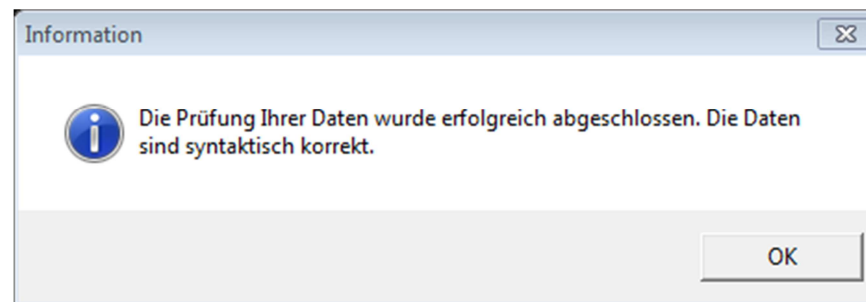 Information
Die Prüfung Ihrer Daten wurde erfolgreich abgeschlossen. Die Daten
sind syntaktisch korrekt.
OK